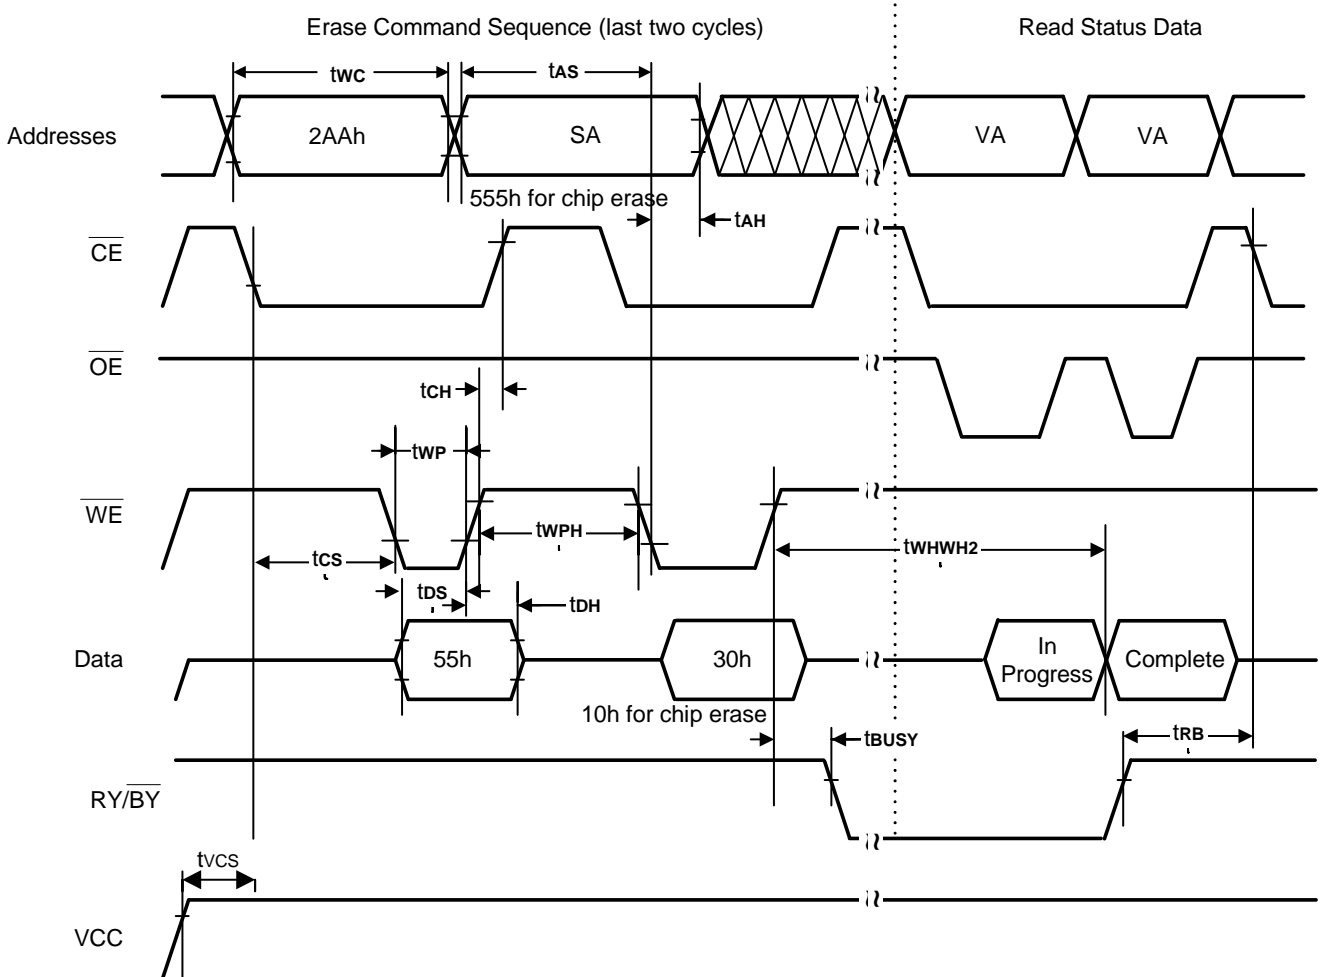 Erase Command Sequence (last two cycles)
Read Status Data
tWC
tAS
Addresses
2AAh
SA
VA
VA
555h for chip erase
tAH
CE
OE
tCH
tWP
WE
tWPH
tWHWH2
tCS
tDS
tDH
Data
55h
30h
In
Progress
Complete
10h for chip erase
tBUSY
tRB
RY/BY
tVCS
VCC